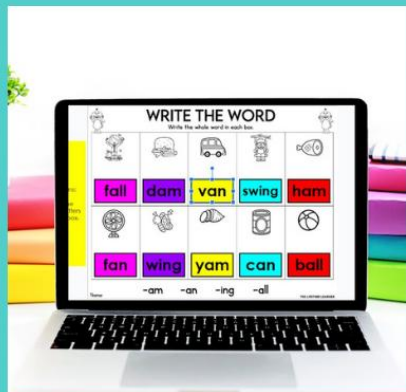 WRITE THE WORD
Write the whole word in each box.
fall dam van swing ham
fan wing yam can ball
-am -an -ing -all